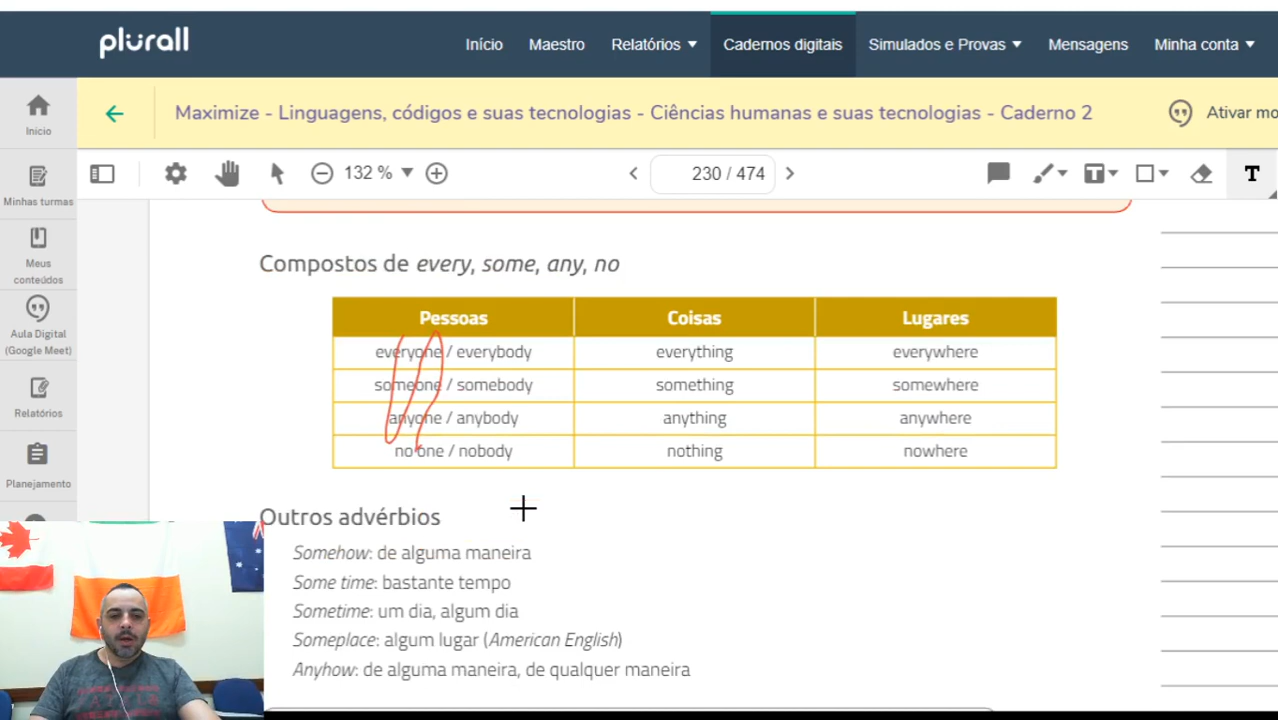 plurall
Início Maestro Relatórios Cadernos digitais Simulados e Provas Mensagens Minha conta
Maximize - Linguagens, códigos e suas tecnologias - Ciências humanas e suas tecnologias - Caderno 2
Ativar mo
Inicio
132 %
230 / 474
T
T
Minhas turmas
Meus
conteúdos
Aula Digital
(Google Meet)
Relatórios
Planejamento
Compostos de every, some, any, no
Pessoas Coisas Lugares
everyone / everybody everything everywhere
someone / somebody something somewhere
anyone / anybody anything anywhere
no one / nobody nothing nowhere
Outros advérbios
Somehow: de alguma maneira
Some time: bastante tempo
Sometime: um dia, algum dia
Someplace: algum lugar (American English)
Anyhow: de alguma maneira, de qualquer maneira